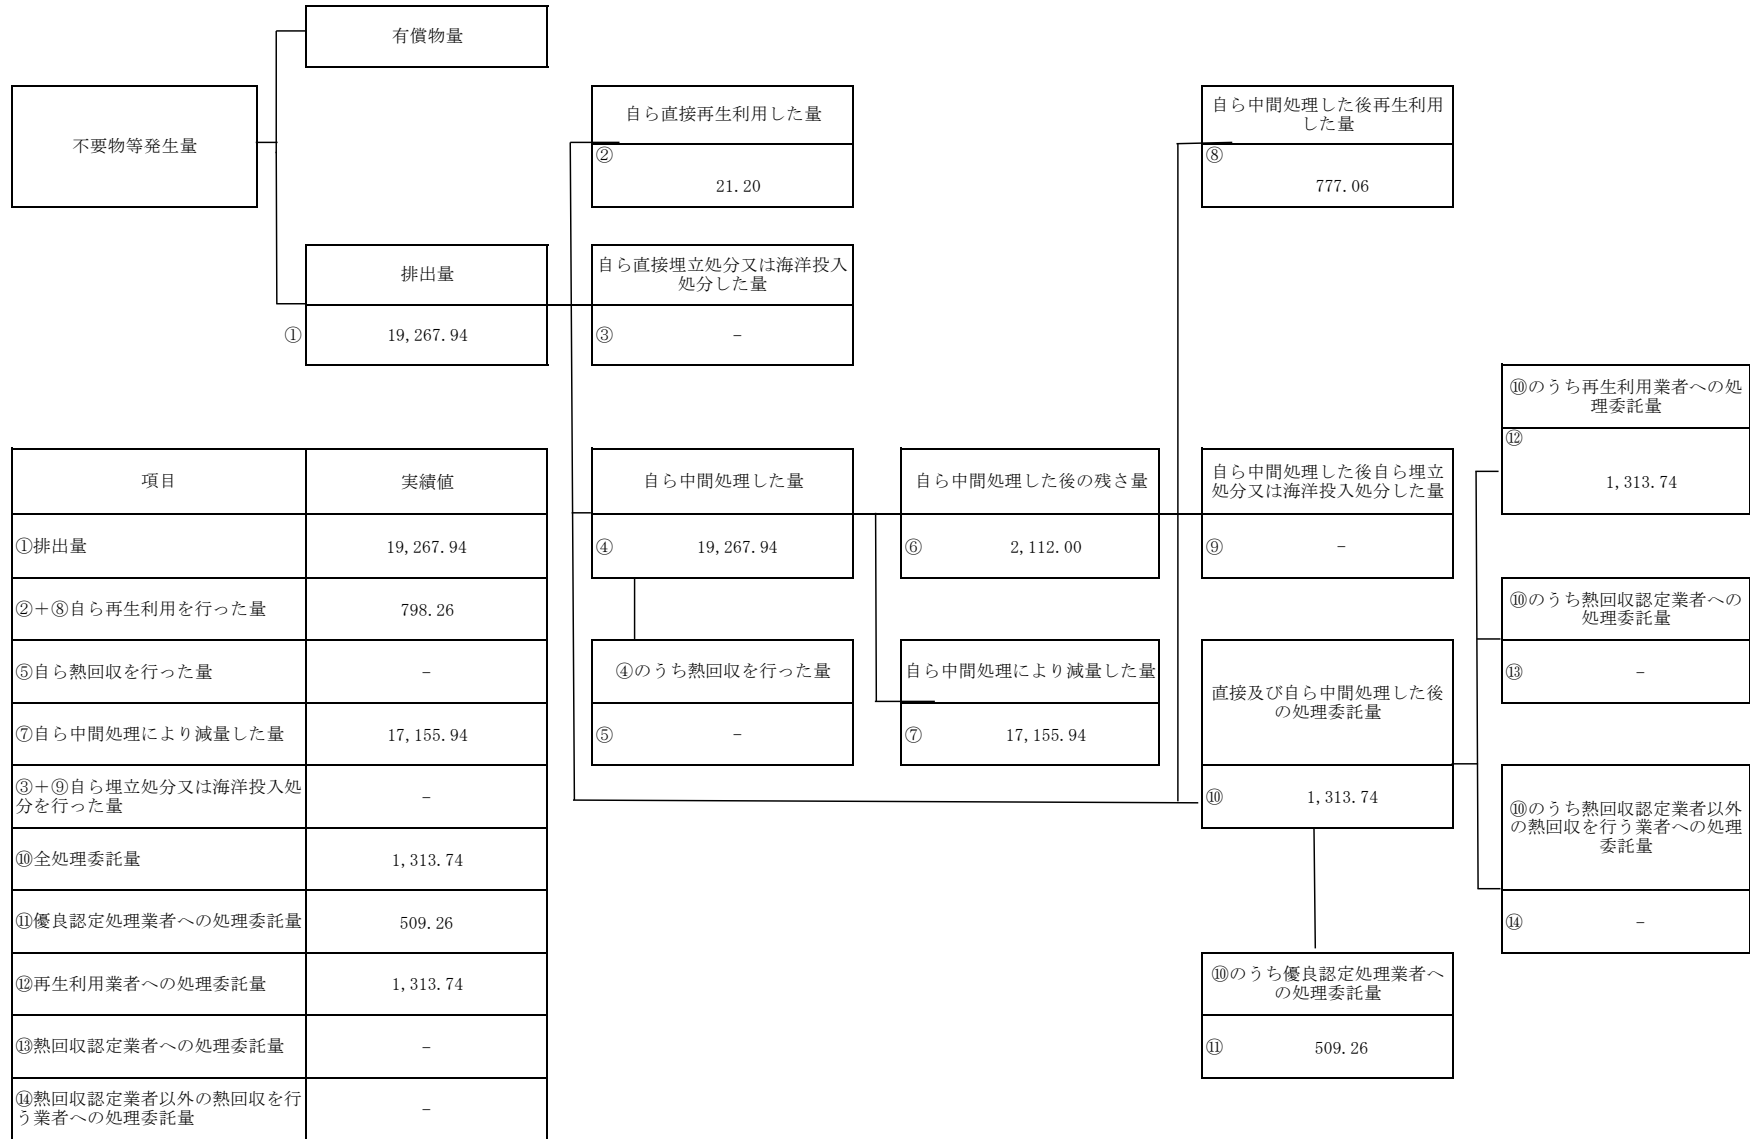 有償物量
不要物等発生量
自ら直接再生利用した量
②
21.20
自ら中間処理した後再生利用
した量
⑧
777.06
排出量
①
19,267.94
自ら直接埋立処分又は海洋投入
処分した量
③
－
⑩のうち再生利用業者への処
理委託量
⑫
1,313.74
項目
実績値
①排出量
19,267.94
②＋⑧自ら再生利用を行った量
798.26
⑤自ら熱回収を行った量
－
⑦自ら中間処理により減量した量
17,155.94
③＋⑨自ら埋立処分又は海洋投入処
分を行った量
－
⑩全処理委託量
1,313.74
⑪優良認定処理業者への処理委託量
509.26
⑫再生利用業者への処理委託量
1,313.74
⑬熱回収認定業者への処理委託量
－
⑭熱回収認定業者以外の熱回収を行
う業者への処理委託量
－
自ら中間処理した量
④
19,267.94
自ら中間処理した後の残さ量
⑥
2,112.00
自ら中間処理した後自ら埋立
処分又は海洋投入処分した量
⑨
－
④のうち熱回収を行った量
⑤
－
自ら中間処理により減量した量
⑦
17,155.94
直接及び自ら中間処理した後
の処理委託量
⑩
1,313.74
⑩のうち熱回収認定業者への
処理委託量
⑬
－
⑩のうち熱回収認定業者以外
の熱回収を行う業者への処理
委託量
⑭
－
⑩のうち優良認定処理業者へ
の処理委託量
⑪
509.26